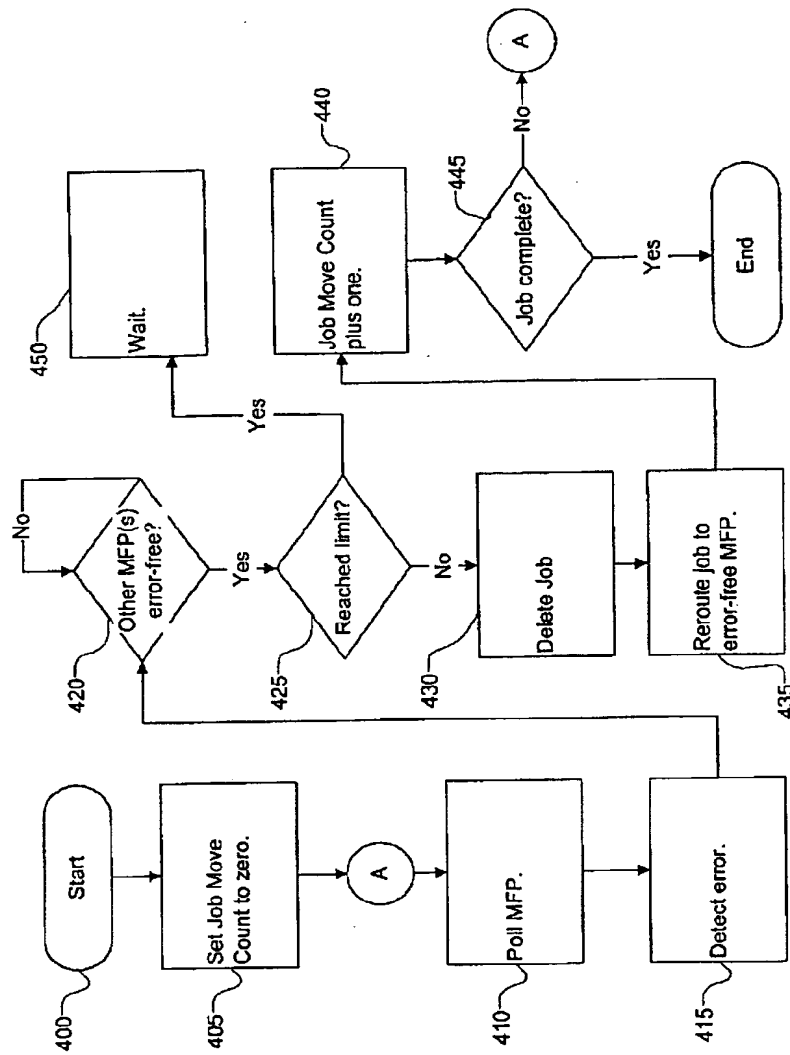 Start
400
Set Job Move
Count to zero.
405
A
Poll MFP.
410
Detect error.
415
No
Other MFP(s)
error-free?
420
Yes
Reached limit?
425
Yes
No
Delete Job
430
Reroute job to
error-free MFP.
435
450
Wait.
Job Move Count
plus one.
440
Job complete?
445
No
A
Yes
End